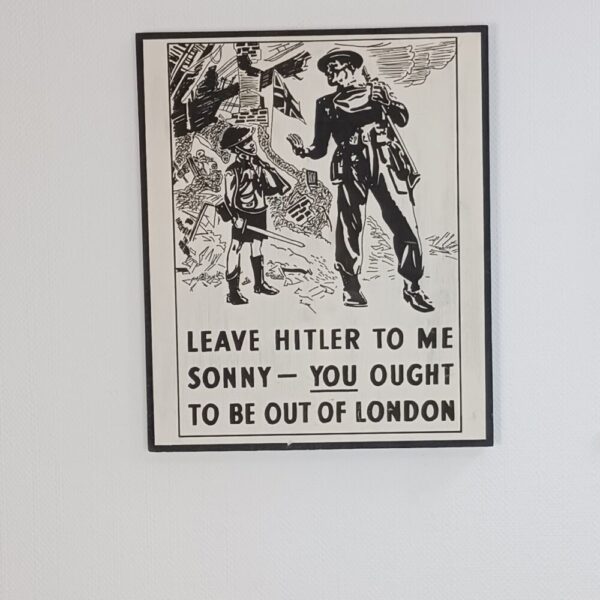 LEAVE HITLER TO ME
SONNY — YOU OUGHT
TO BE OUT OF LONDON